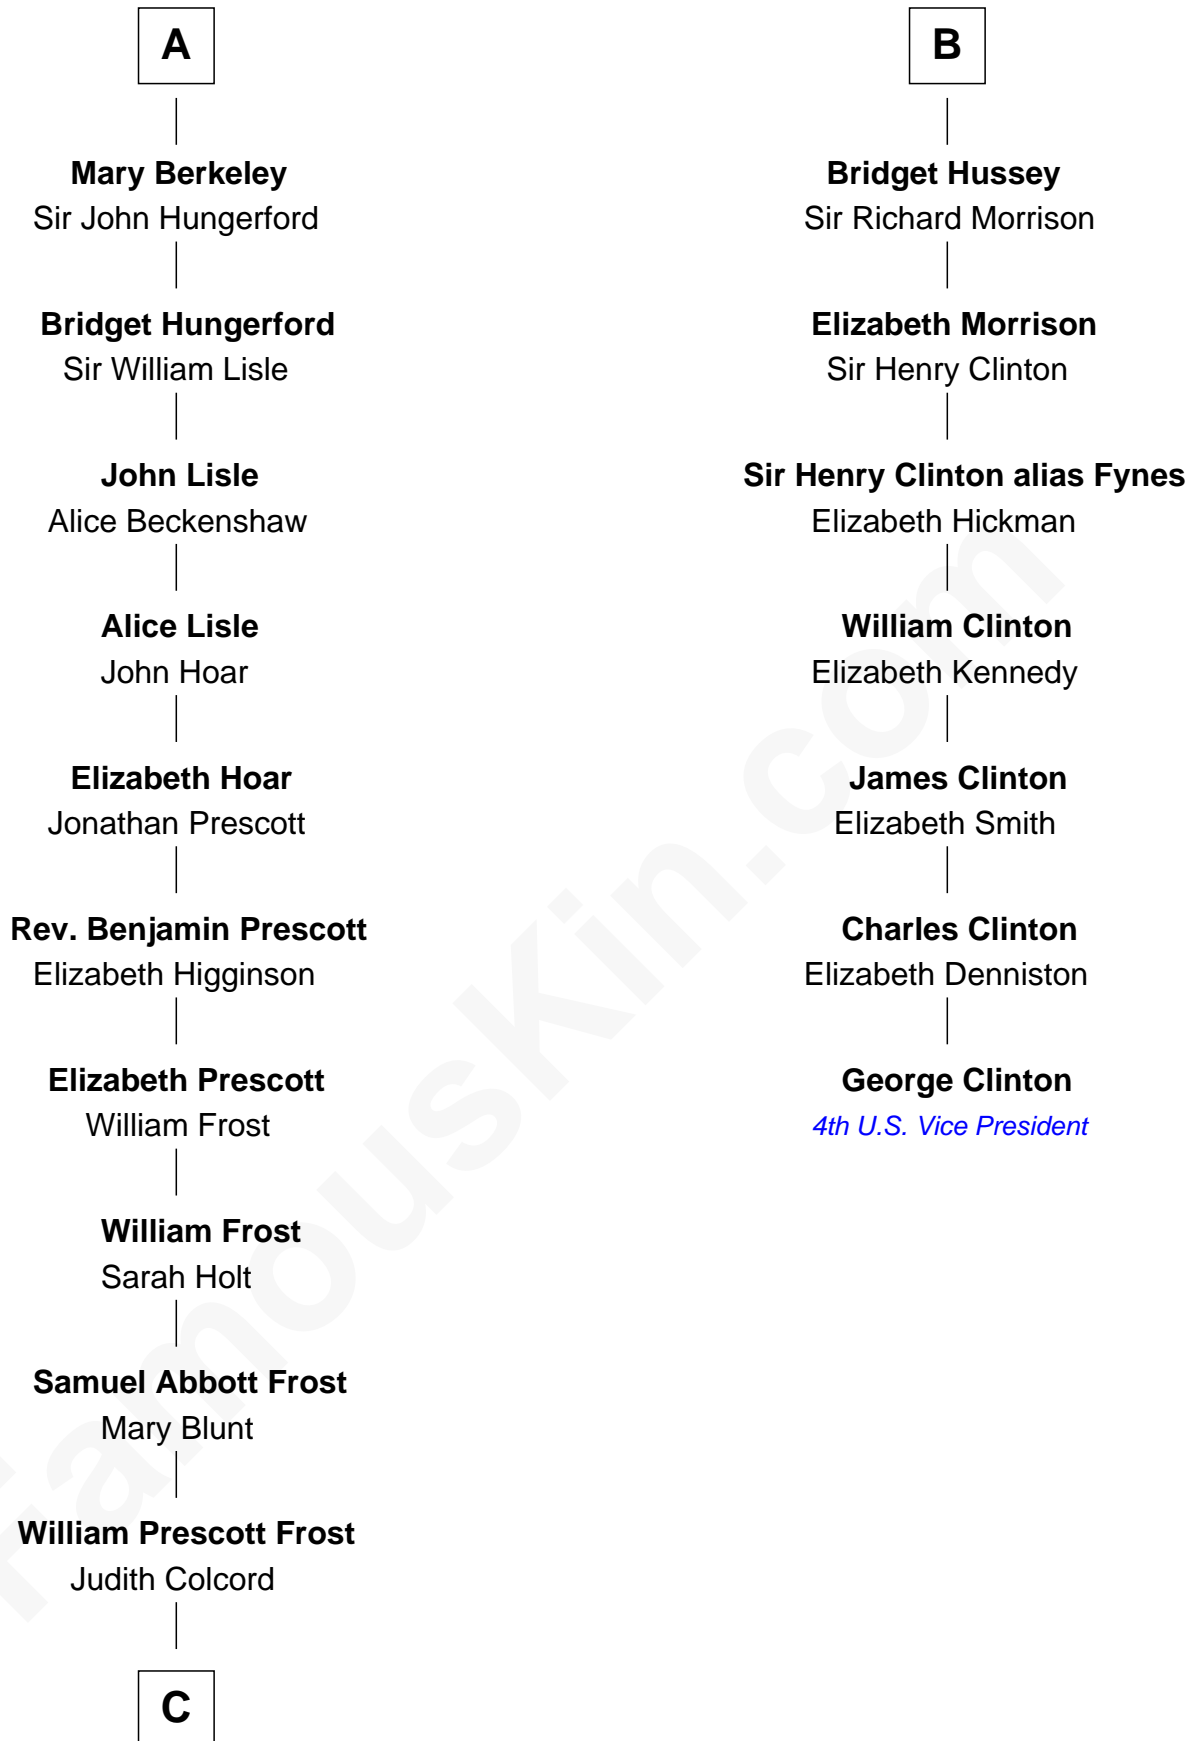 A
Mary Berkeley
Sir John Hungerford
Bridget Hungerford
Sir William Lisle
John Lisle
Alice Beckenshaw
Alice Lisle
John Hoar
Elizabeth Hoar
Jonathan Prescott
Rev. Benjamin Prescott
Elizabeth Higginson
Elizabeth Prescott
William Frost
William Frost
Sarah Holt
Samuel Abbott Frost
Mary Blunt
William Prescott Frost
Judith Colcord
C
B
Bridget Hussey
Sir Richard Morrison
Elizabeth Morrison
Sir Henry Clinton
Sir Henry Clinton alias Fynes
Elizabeth Hickman
William Clinton
Elizabeth Kennedy
James Clinton
Elizabeth Smith
Charles Clinton
Elizabeth Denniston
George Clinton
4th U.S. Vice President
FamousKin.com